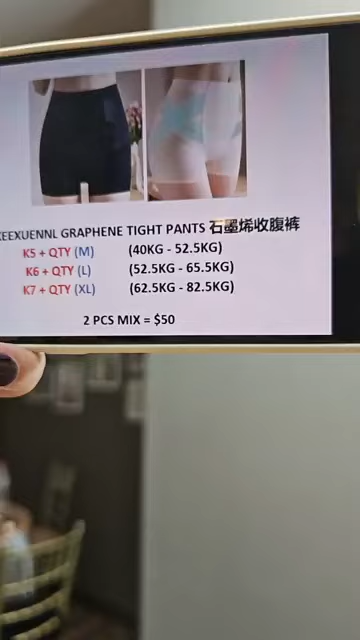 GRAPHENE TIGHT PANTS 石墨烯收腹裤
K5 + QTY (M) (40KG - 52.5KG)
K6 + QTY (L) (52.5KG - 65.5KG)
K7 + QTY (XL) (62.5KG - 82.5KG)
2 PCS MIX = $50